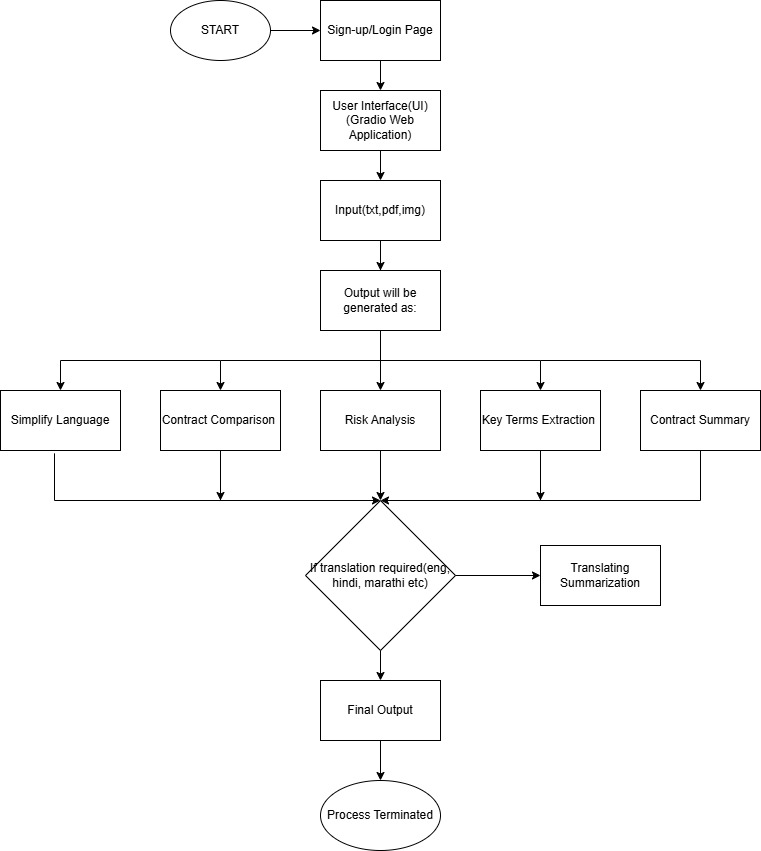 START
Sign-up/Login Page
User Interface(UI)
(Gradio Web
Application)
Input(txt,pdf,img)
Output will be
generated as:
Simplify Language
Contract Comparison
Risk Analysis
Key Terms Extraction
Contract Summary
If translation required(eng,
hindi, marathi etc)
Translating
Summarization
Final Output
Process Terminated